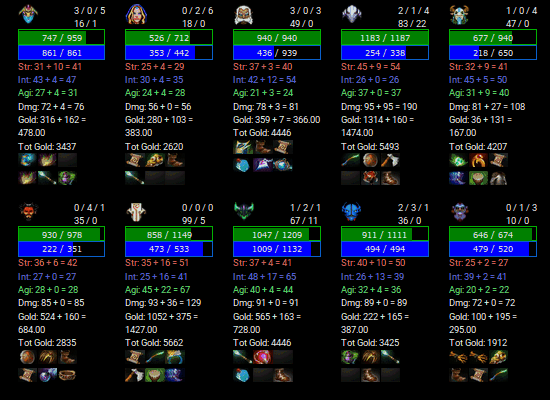 3 / 0 / 5
16 / 1
747 / 959
861 / 861
Str: 31 + 10 = 41
Int: 43 + 4 = 47
Agi: 27 + 4 = 31
Dmg: 72 + 4 = 76
Gold: 316 + 162 =
478.00
Tot Gold: 3437
0 / 2 / 6
18 / 0
526 / 712
353 / 442
Str: 25 + 4 = 29
Int: 30 + 4 = 35
Agi: 24 + 4 = 28
Dmg: 56 + 0 = 56
Gold: 280 + 103 =
383.00
Tot Gold: 2620
3 / 0 / 3
49 / 0
940 / 940
436 / 939
Str: 37 + 3 = 40
Int: 42 + 12 = 54
Agi: 21 + 3 = 24
Dmg: 78 + 3 = 81
Gold: 359 + 7 = 366.00
Tot Gold: 4446
2 / 1 / 4
83 / 22
1183 / 1187
254 / 338
Str: 45 + 9 = 54
Int: 26 + 0 = 26
Agi: 37 + 0 = 37
Dmg: 95 + 95 = 190
Gold: 1314 + 160 =
1474.00
Tot Gold: 5493
1 / 0 / 4
47 / 0
677 / 940
218 / 650
Str: 32 + 9 = 41
Int: 45 + 5 = 50
Agi: 31 + 9 = 40
Dmg: 81 + 27 = 108
Gold: 36 + 131 =
167.00
Tot Gold: 4207
0 / 4 / 1
35 / 0
930 / 978
222 / 351
Str: 36 + 6 = 42
Int: 27 + 0 = 27
Agi: 28 + 0 = 28
Dmg: 85 + 0 = 85
Gold: 524 + 160 =
684.00
Tot Gold: 2835
0 / 0 / 0
99 / 5
858 / 1149
473 / 533
Str: 35 + 16 = 51
Int: 25 + 16 = 41
Agi: 45 + 22 = 67
Dmg: 93 + 36 = 129
Gold: 1052 + 375 =
1427.00
Tot Gold: 5662
1 / 2 / 1
67 / 11
1047 / 1209
1009 / 1132
Str: 37 + 4 = 41
Int: 48 + 17 = 65
Agi: 40 + 4 = 44
Dmg: 91 + 0 = 91
Gold: 565 + 163 =
728.00
Tot Gold: 4446
2 / 3 / 1
36 / 0
911 / 1111
494 / 494
Str: 40 + 10 = 50
Int: 26 + 13 = 39
Agi: 32 + 4 = 36
Dmg: 89 + 0 = 89
Gold: 222 + 165 =
387.00
Tot Gold: 3425
0 / 3 / 1
10 / 0
646 / 674
479 / 520
Str: 25 + 2 = 27
Int: 39 + 2 = 41
Agi: 20 + 2 = 22
Dmg: 72 + 0 = 72
Gold: 100 + 195 =
295.00
Tot Gold: 1912